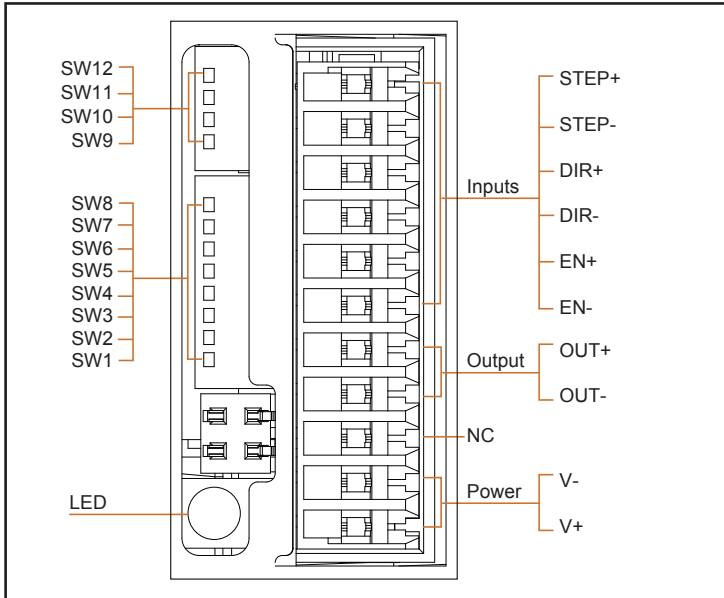 SW12
SW11
SW10
SW9
SW8
SW7
SW6
SW5
SW4
SW3
SW2
SW1
LED
Inputs
STEP+
STEP-
DIR+
DIR-
EN+
EN-
Output
OUT+
OUT-
NC
Power
V-
V+